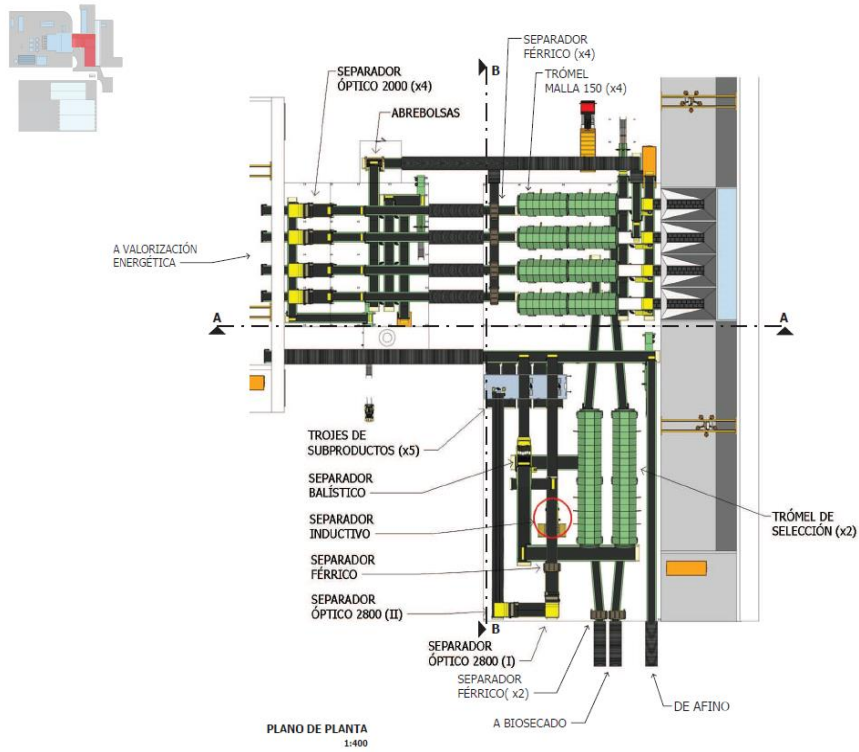 SEPARADOR
FÉRRICO (x4)
B
SEPARADOR
ÓPTICO 2000 (x4)
TRÓMEL
MALLA 150 (x4)
ABREBOLSAS
A VALORIZACIÓN
ENERGÉTICA
A
A
TROJES DE
SUBPRODUCTOS (x5)
SEPARADOR
BALÍSTICO
SEPARADOR
INDUCTIVO
TRÓMEL DE
SELECCIÓN (x2)
SEPARADOR
FÉRRICO
SEPARADOR
ÓPTICO 2800 (II)
B
SEPARADOR
ÓPTICO 2800 (I)
SEPARADOR
FÉRRICO( x2)
DE AFINO
A BIOSECADO
PLANO DE PLANTA
1:400